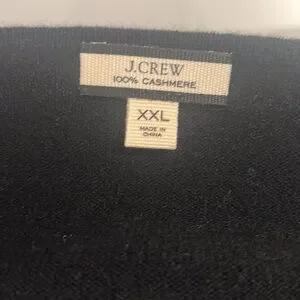 J.CREW
100% CASHMERE
XXL
MADE IN
CHINA